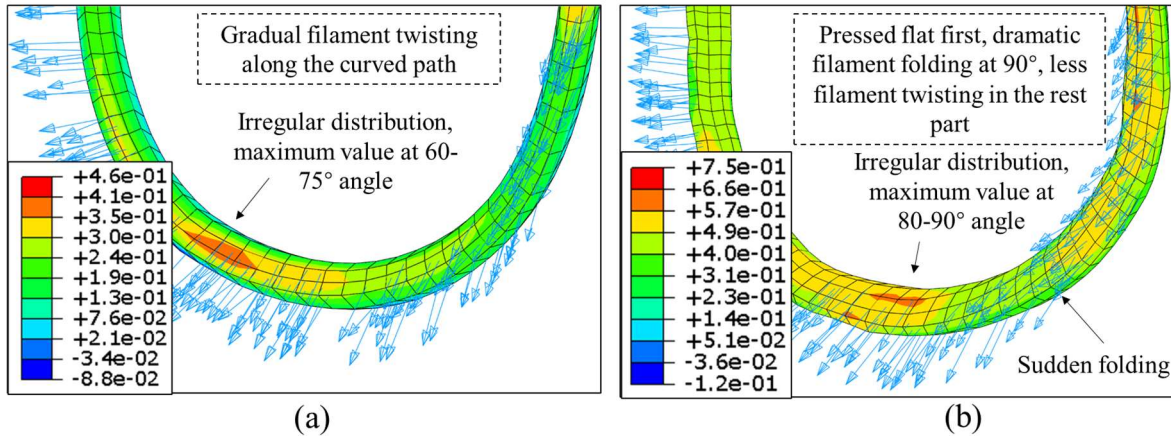 Gradual filament twisting
along the curved path
Irregular distribution,
maximum value at 60-
75° angle
+4.6e-01
+4.1e-01
+3.5e-01
+3.0e-01
+2.4e-01
+1.9e-01
+1.3e-01
+7.6e-02
+2.1e-02
-3.4e-02
-8.8e-02
(a)
Pressed flat first, dramatic
filament folding at 90°, less
filament twisting in the rest
part
Irregular distribution,
maximum value at
80-90° angle
+7.5e-01
+6.6e-01
+5.7e-01
+4.9e-01
+4.0e-01
+3.1e-01
+2.3e-01
+1.4e-01
+5.1e-02
-3.6e-02
-1.2e-01
Sudden folding
(b)